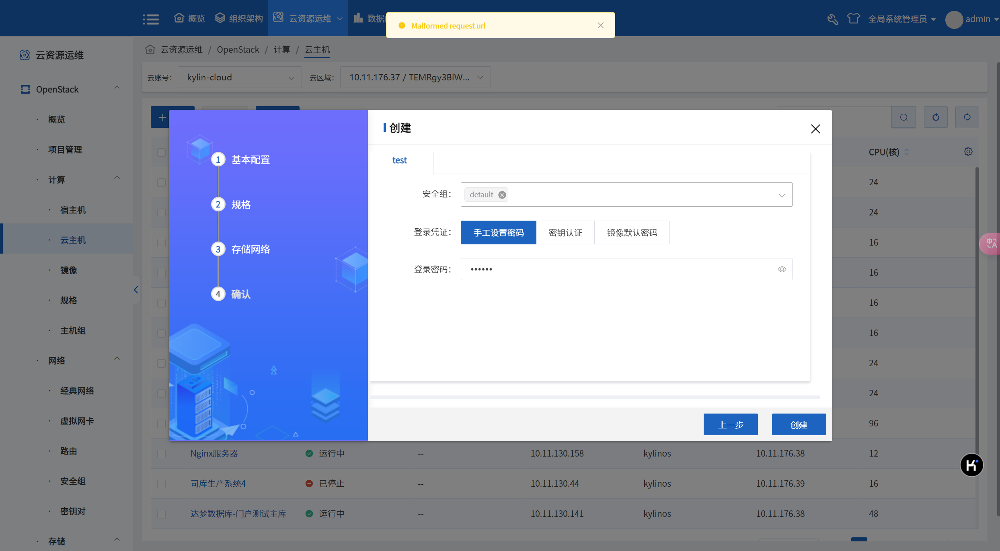 概览
组织架构
云资源运维
数据
Malformed request url
全局系统管理员
admin
云资源运维
云资源运维 / OpenStack / 计算 / 云主机
云账号： kylin-cloud
云区域： 10.11.176.37 / TEMRgy3BlW...
OpenStack
概览
项目管理
计算
宿主机
云主机
镜像
规格
主机组
网络
经典网络
虚拟网卡
路由
安全组
密钥对
存储
1 基本配置
2 规格
3 存储网络
4 确认
创建
test
安全组： default
登录凭证： 手工设置密码 密钥认证 镜像默认密码
登录密码： ••••••
上一步 创建
CPU(核)
24
24
16
16
16
16
24
24
96
Nginx服务器 运行中 -- 10.11.130.158 kylinos 10.11.176.38 12
司库生产系统4 已停止 -- 10.11.130.44 kylinos 10.11.176.39 16
达梦数据库-门户测试主库 运行中 -- 10.11.130.141 kylinos 10.11.176.38 48
中A
K